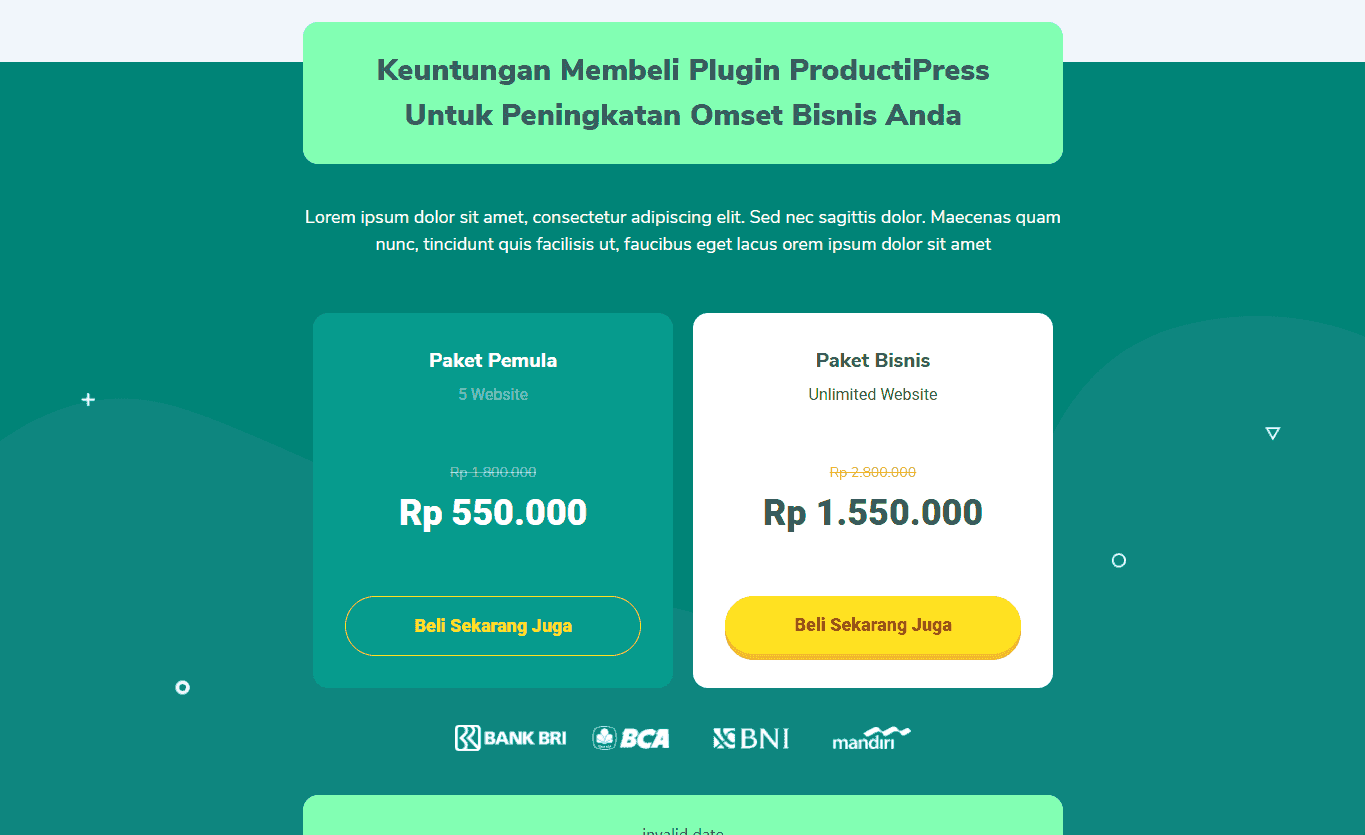 Keuntungan Membeli Plugin ProductiPress
Untuk Peningkatan Omset Bisnis Anda
Lorem ipsum dolor sit amet, consectetur adipiscing elit. Sed nec sagittis dolor. Maecenas quam
nunc, tincidunt quis facilisis ut, faucibus eget lacus orem ipsum dolor sit amet
Paket Pemula
5 Website
Rp 1.800.000
Rp 550.000
Beli Sekarang Juga
Paket Bisnis
Unlimited Website
Rp 2.800.000
Rp 1.550.000
Beli Sekarang Juga
BANK BRI
BCA
BNI
mandiri
invalid date